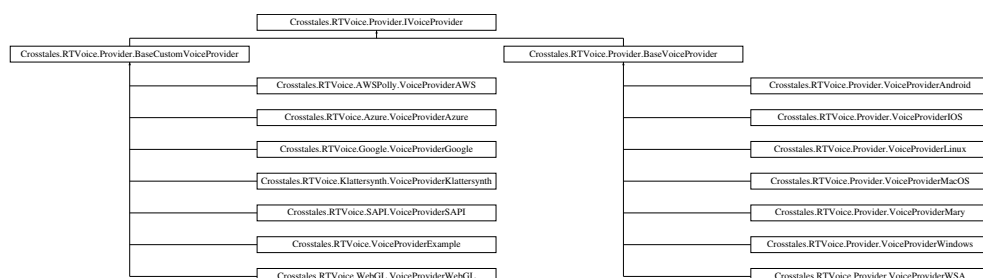 Crosstales.RTVoice.Provider.IVoiceProvider
Crosstales.RTVoice.Provider.BaseCustomVoiceProvider
Crosstales.RTVoice.Provider.BaseVoiceProvider
Crosstales.RTVoice.AWSPolly.VoiceProviderAWS
Crosstales.RTVoice.Provider.VoiceProviderAndroid
Crosstales.RTVoice.Azure.VoiceProviderAzure
Crosstales.RTVoice.Provider.VoiceProviderIOS
Crosstales.RTVoice.Google.VoiceProviderGoogle
Crosstales.RTVoice.Provider.VoiceProviderLinux
Crosstales.RTVoice.Klattersynth.VoiceProviderKlattersynth
Crosstales.RTVoice.Provider.VoiceProviderMacOS
Crosstales.RTVoice.SAPI.VoiceProviderSAPI
Crosstales.RTVoice.Provider.VoiceProviderMary
Crosstales.RTVoice.VoiceProviderExample
Crosstales.RTVoice.Provider.VoiceProviderWindows
Crosstales.RTVoice.WebGL.VoiceProviderWebGL
Crosstales.RTVoice.Provider.VoiceProviderWSA